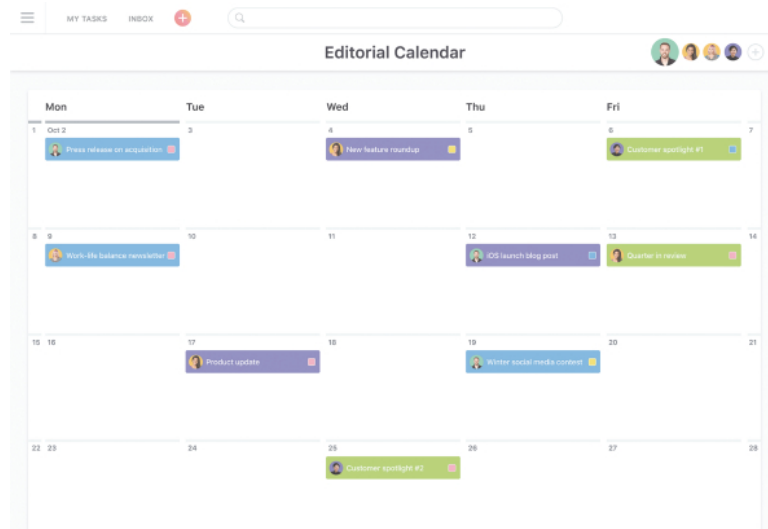 MY TASKS INBOX
Editorial Calendar
Mon Tue Wed Thu Fri
1 Oct 2 3 4 5 6 7
Press release on acquisition New feature roundup Customer spotlight #1
8 9 10 11 12 13 14
Work-life balance newsletter iOS launch blog post Quarter in review
15 16 17 18 19 20 21
Product update Winter social media contest
22 23 24 25 26 27 28
Customer spotlight #2